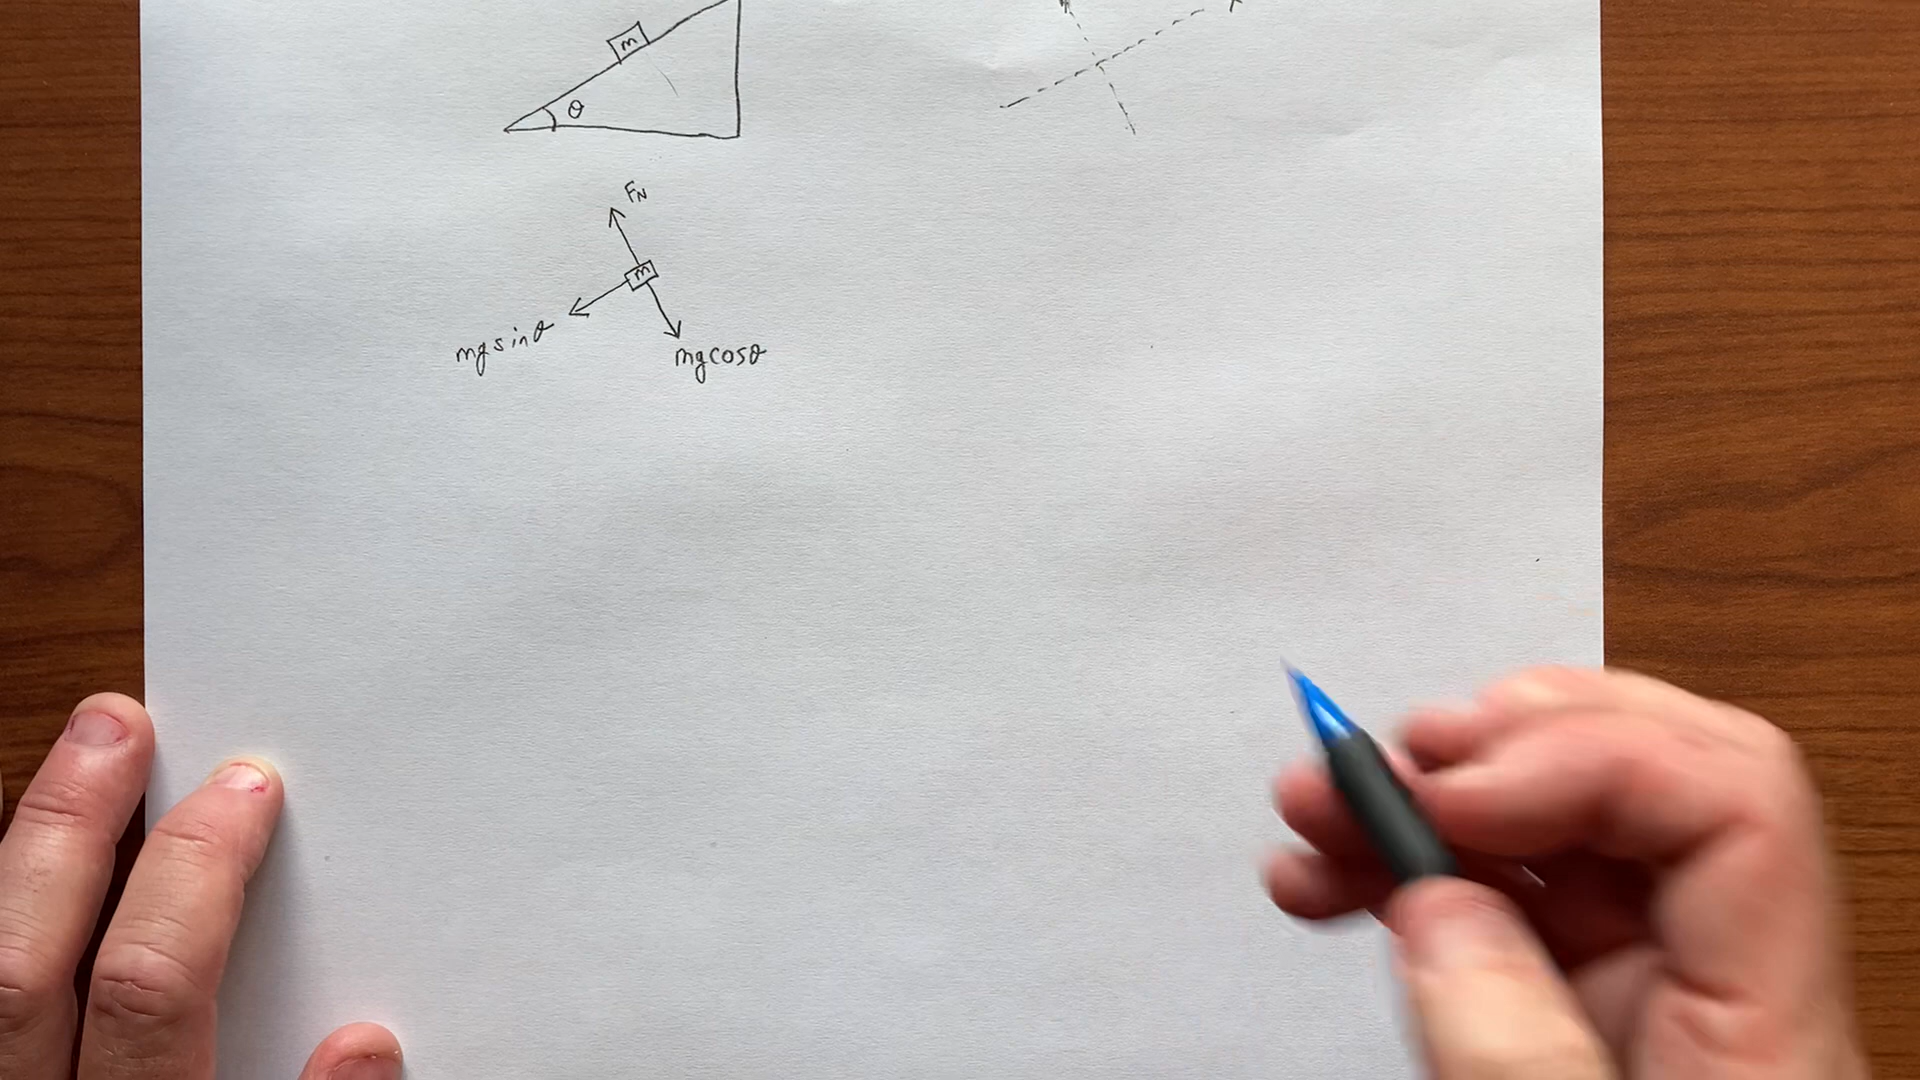 m
θ
F_N
m
mg sinθ
mg cosθ